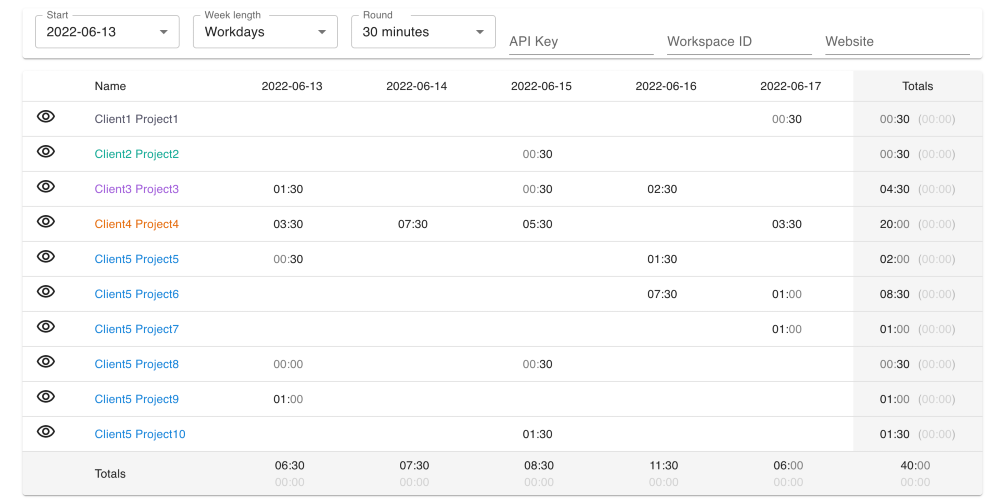 Start Week length Round
2022-06-13 Workdays 30 minutes API Key Workspace ID Website
Name 2022-06-13 2022-06-14 2022-06-15 2022-06-16 2022-06-17 Totals
Client1 Project1 00:30 00:30 (00:00)
Client2 Project2 00:30 00:30 (00:00)
Client3 Project3 01:30 00:30 02:30 04:30 (00:00)
Client4 Project4 03:30 07:30 05:30 03:30 20:00 (00:00)
Client5 Project5 00:30 01:30 02:00 (00:00)
Client5 Project6 07:30 01:00 08:30 (00:00)
Client5 Project7 01:00 01:00 (00:00)
Client5 Project8 00:00 00:30 00:30 (00:00)
Client5 Project9 01:00 01:00 (00:00)
Client5 Project10 01:30 01:30 (00:00)
Totals 06:30 07:30 08:30 11:30 06:00 40:00
00:00 00:00 00:00 00:00 00:00 00:00